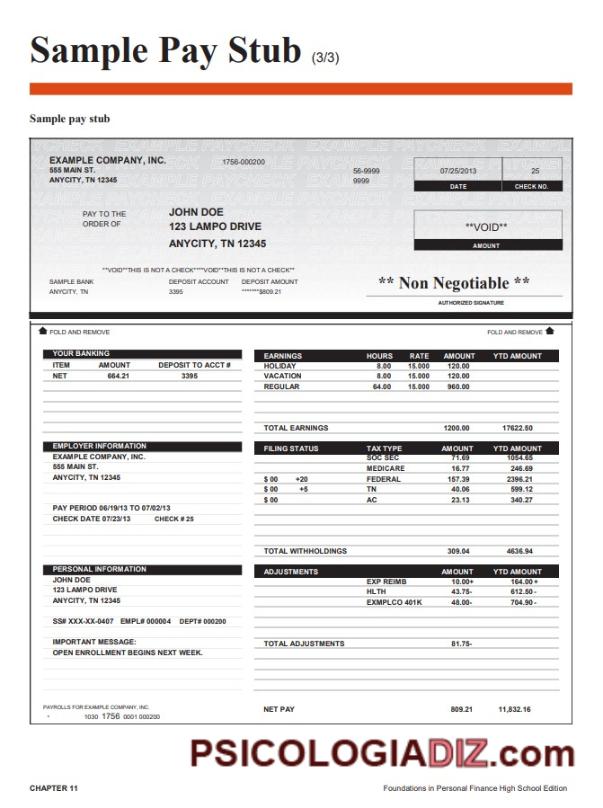 Sample Pay Stub (3/3)
Sample pay stub
EXAMPLE COMPANY, INC. 1756-000200
555 MAIN ST.
ANYCITY, TN 12345
56-9999
9999
07/25/2013 25
DATE CHECK NO.
PAY TO THE
ORDER OF
JOHN DOE
123 LAMPO DRIVE
ANYCITY, TN 12345
**VOID**
AMOUNT
**VOID**THIS IS NOT A CHECK****VOID**THIS IS NOT A CHECK**
SAMPLE BANK DEPOSIT ACCOUNT DEPOSIT AMOUNT
ANYCITY, TN 3395 *******$809.21
** Non Negotiable **
AUTHORIZED SIGNATURE
FOLD AND REMOVE FOLD AND REMOVE
YOUR BANKING
ITEM AMOUNT DEPOSIT TO ACCT #
NET 664.21 3395
EARNINGS HOURS RATE AMOUNT YTD AMOUNT
HOLIDAY 8.00 15.000 120.00
VACATION 8.00 15.000 120.00
REGULAR 64.00 15.000 960.00
TOTAL EARNINGS 1200.00 17622.50
EMPLOYER INFORMATION
EXAMPLE COMPANY, INC.
555 MAIN ST.
ANYCITY, TN 12345
PAY PERIOD 06/19/13 TO 07/02/13
CHECK DATE 07/23/13 CHECK # 25
FILING STATUS TAX TYPE AMOUNT YTD AMOUNT
SOC SEC 71.69 1054.65
MEDICARE 16.77 246.69
$ 00 +20 FEDERAL 157.39 2396.21
$ 00 +5 TN 40.06 599.12
$ 00 AC 23.13 340.27
TOTAL WITHHOLDINGS 309.04 4636.94
PERSONAL INFORMATION
JOHN DOE
123 LAMPO DRIVE
ANYCITY, TN 12345
SS# XXX-XX-0407 EMPL# 000004 DEPT# 000200
IMPORTANT MESSAGE:
OPEN ENROLLMENT BEGINS NEXT WEEK.
ADJUSTMENTS AMOUNT YTD AMOUNT
EXP REIMB 10.00+ 164.00+
HLTH 43.75- 612.50-
EXMPLCO 401K 48.00- 704.90-
TOTAL ADJUSTMENTS 81.75-
PAYROLLS FOR EXAMPLE COMPANY, INC.
* 1030 1756 0001 000200
NET PAY 809.21 11,832.16
PSICOLOGIADIZ.com
CHAPTER 11 Foundations in Personal Finance High School Edition